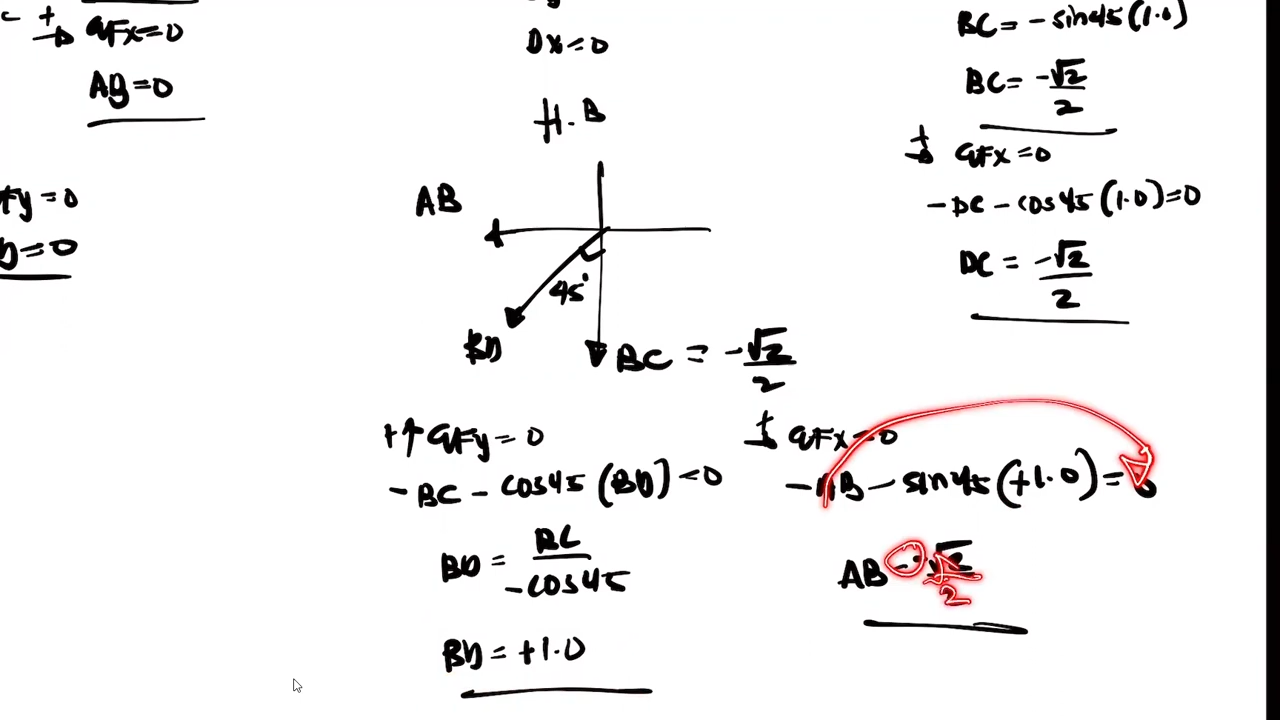 +→ ΣFx=0
AB=0
Fy=0
=0
Dx=0
H.B
AB
45°
BD
BC = -√2/2
+↑ ΣFy=0
-BC - cos45 (BD)=0
BD = BC/-cos45
BD = +1.0
BC= -sin45(1.0)
BC= -√2/2
+→ ΣFx=0
-DC - cos45(1.0)=0
DC = -√2/2
+→ ΣFx=0
-AB - sin45(+1.0)=0
AB = -√2/2